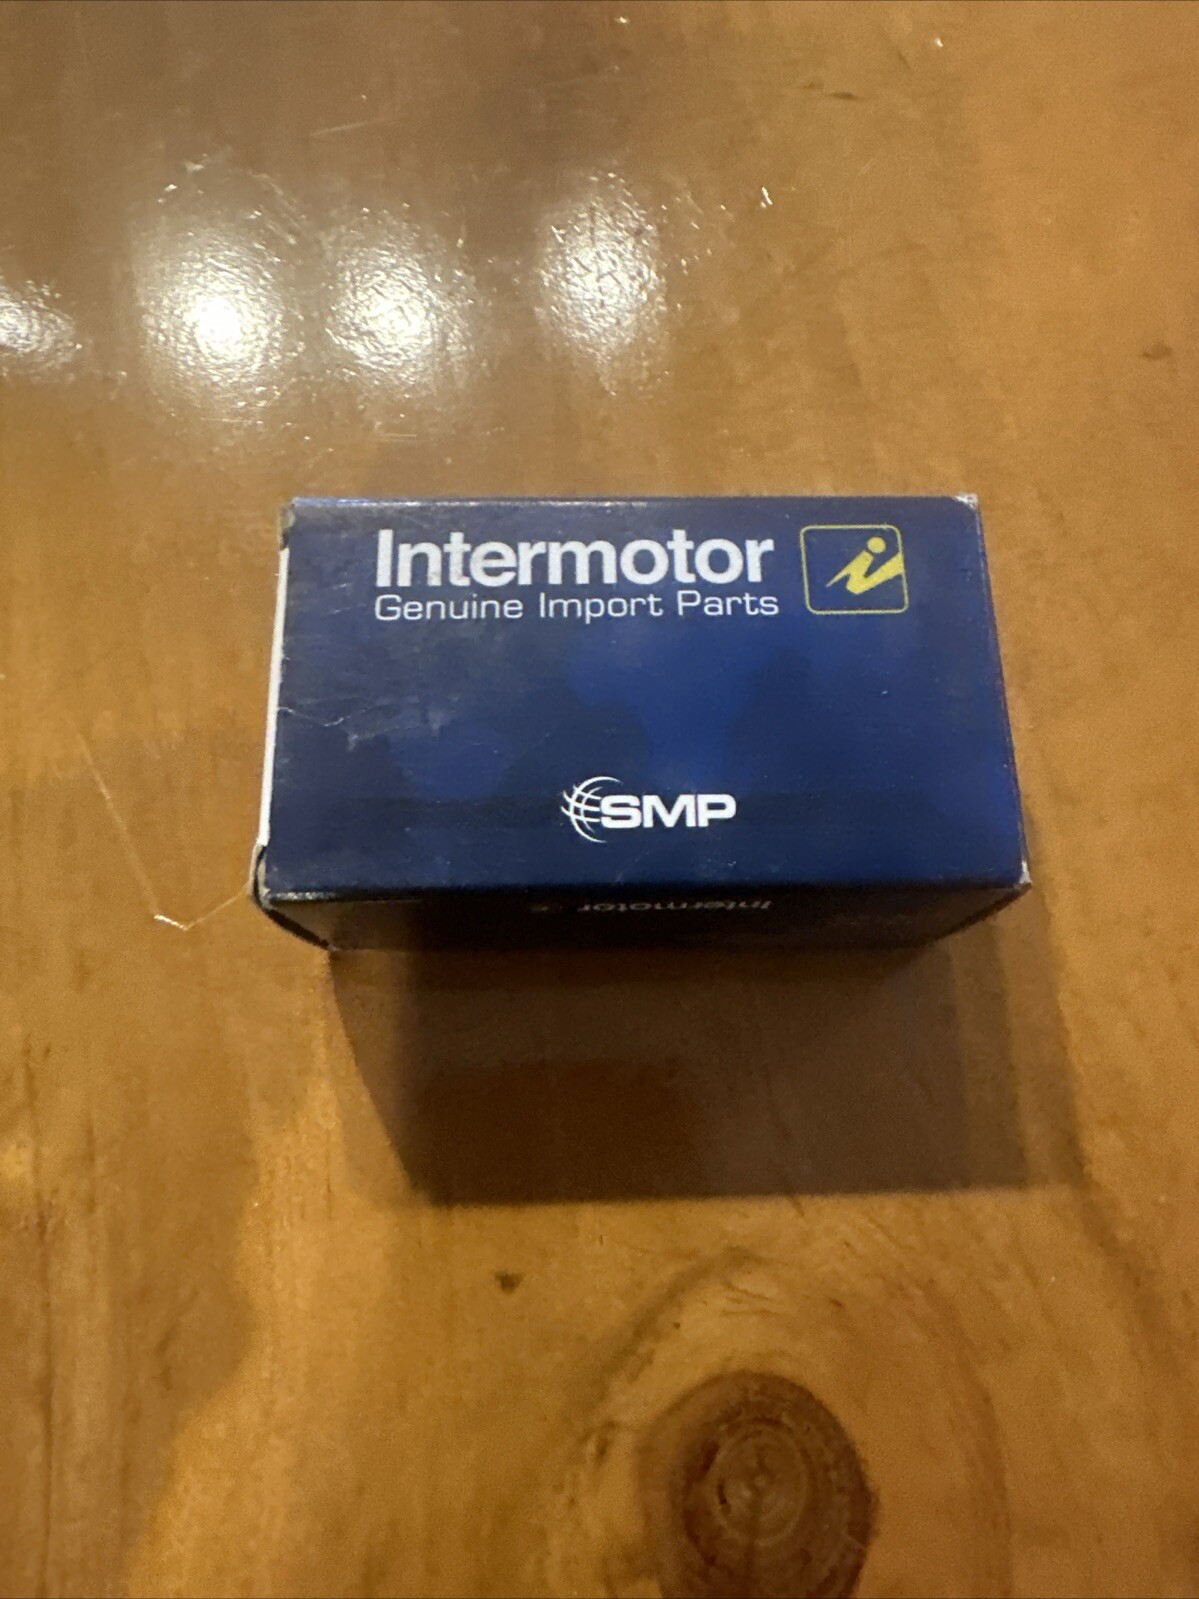 Intermotor
Genuine Import Parts
SMP
Intermotor